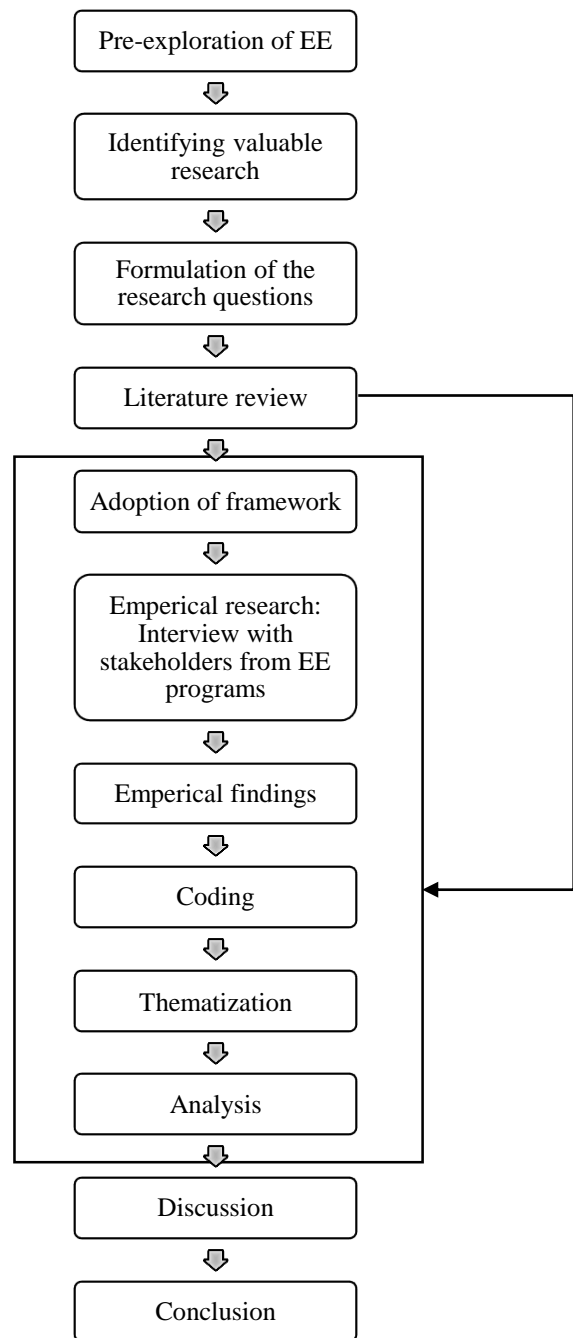 Pre-exploration of EE
Identifying valuable
research
Formulation of the
research questions
Literature review
Adoption of framework
Emperical research:
Interview with
stakeholders from EE
programs
Emperical findings
Coding
Thematization
Analysis
Discussion
Conclusion